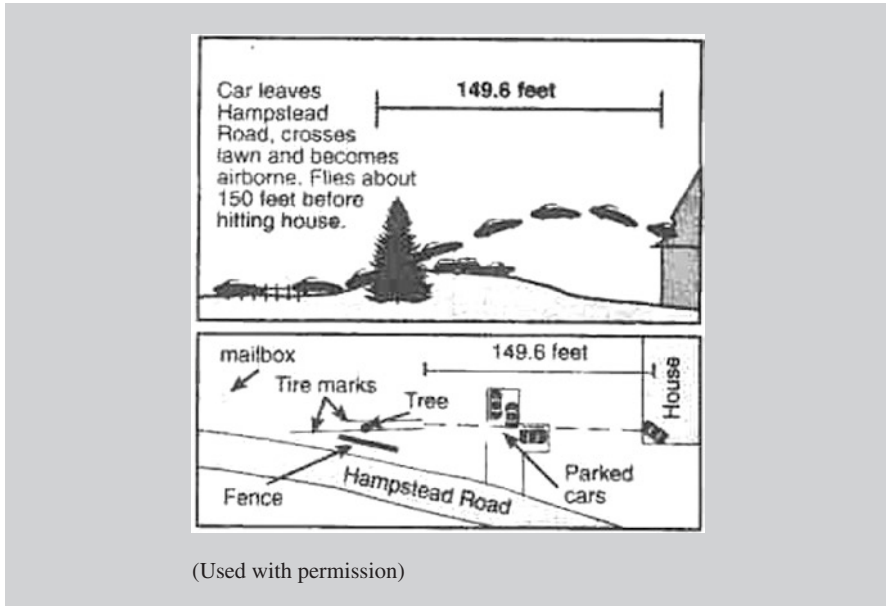 Car leaves
Hampstead
Road, crosses
lawn and becomes
airborne. Flies about
150 feet before
hitting house.
149.6 feet
mailbox
149.6 feet
House
Tire marks
Tree
Fence
Hampstead Road
Parked
cars
(Used with permission)